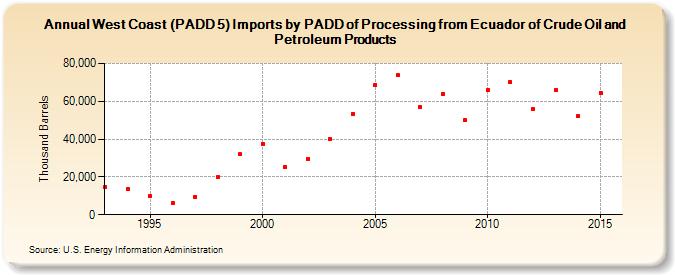 Annual West Coast (PADD 5) Imports by PADD of Processing from Ecuador of Crude Oil and
Petroleum Products
Thousand Barrels
80,000
60,000
40,000
20,000
0
1995
2000
2005
2010
2015
Source: U.S. Energy Information Administration